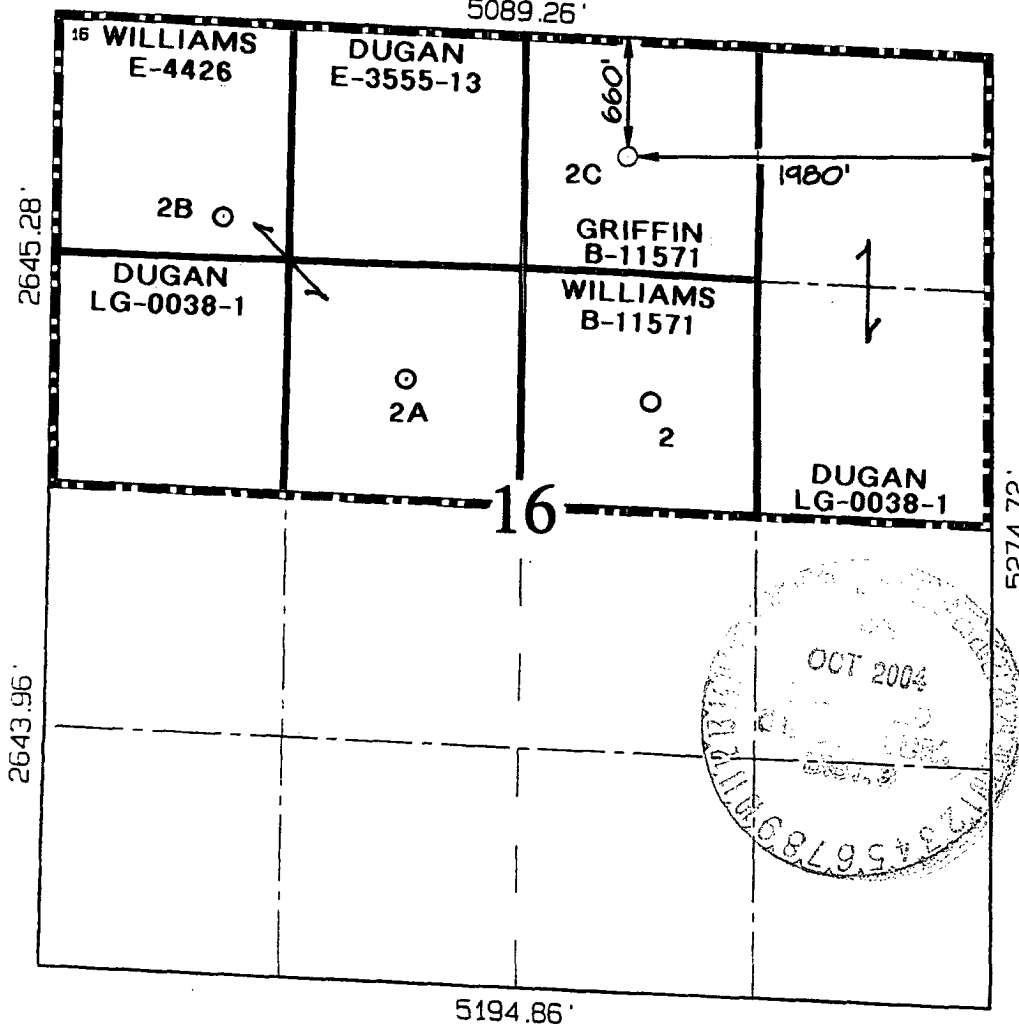 5089.26'
16 WILLIAMS
E-4426
DUGAN
E-3555-13
660'
2C
1980'
2B
2645.28'
GRIFFIN
B-11571
DUGAN
LG-0038-1
WILLIAMS
B-11571
2A
2
DUGAN
LG-0038-1
16
5274.72'
OCT 2004
2643.96'
5194.86'